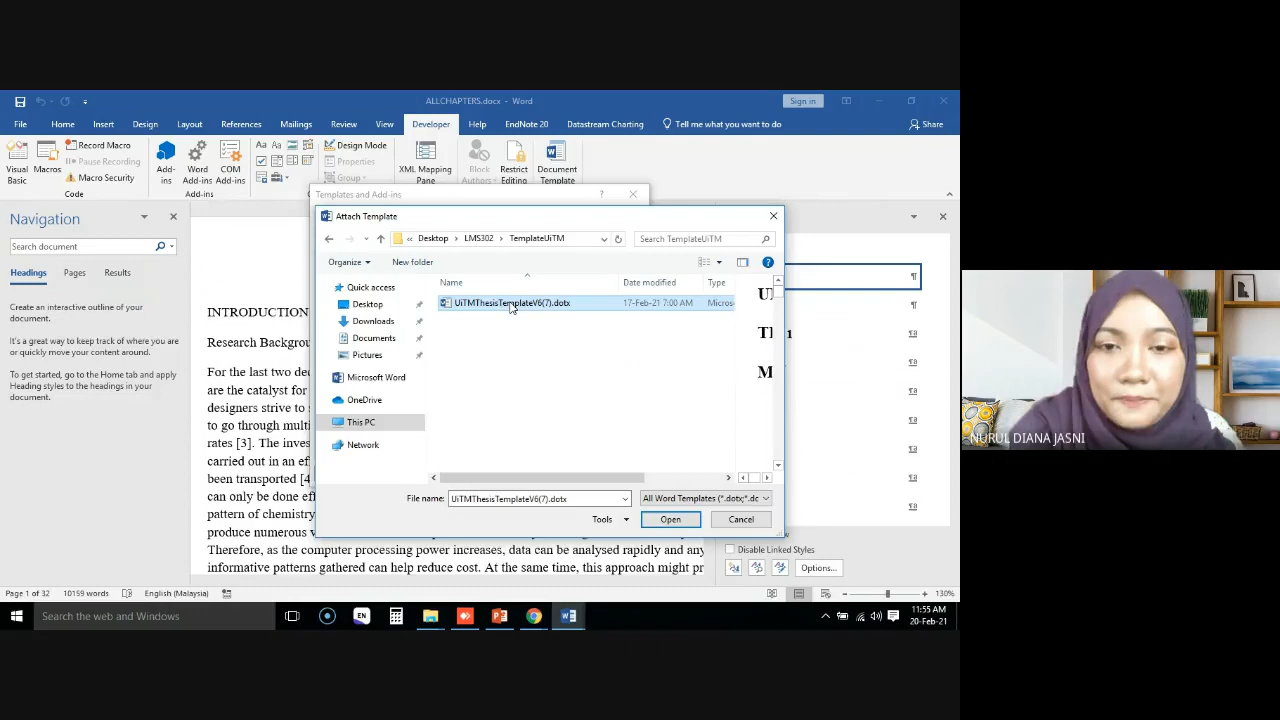 ALLCHAPTERS.docx - Word
Sign in
File Home Insert Design Layout References Mailings Review View Developer Help EndNote 20 Datastream Charting Tell me what you want to do Share
Visual Basic
Macros
Record Macro
Pause Recording
Macro Security
Code
Add-ins
Word Add-ins
COM Add-ins
Add-ins
Aa Aa
Design Mode
Properties
Group
XML Mapping Pane
Block Authors
Restrict Editing
Document Template
Templates and Add-ins
?
Navigation
Search document
Headings Pages Results
Create an interactive outline of your document.
It's a great way to keep track of where you are or quickly move your content around.
To get started, go to the Home tab and apply Heading styles to the headings in your document.
INTRODUCTION
Research Backgrou
For the last two dec
are the catalyst for
designers strive to s
to go through multi
rates [3]. The inves
carried out in an eff
been transported [4
can only be done eff
pattern of chemistry
produce numerous v
Therefore, as the computer processing power increases, data can be analysed rapidly and any
informative patterns gathered can help reduce cost. At the same time, this approach might pr
Attach Template
« Desktop > LMS302 > TemplateUiTM
Search TemplateUiTM
Organize
New folder
Quick access
Desktop
Downloads
Documents
Pictures
Microsoft Word
OneDrive
This PC
Network
Name Date modified Type
UiTMThesisTemplateV6(7).dotx 17-Feb-21 7:00 AM Micros
File name: UiTMThesisTemplateV6(7).dotx
All Word Templates (*.dotx;*.dc
Tools
Open
Cancel
¶
¶
¶a
¶a
¶a
¶a
¶a
¶a
Disable Linked Styles
Options...
Page 1 of 32 10159 words English (Malaysia)
130%
Search the web and Windows
EN
11:55 AM
20-Feb-21
NURUL DIANA JASNI